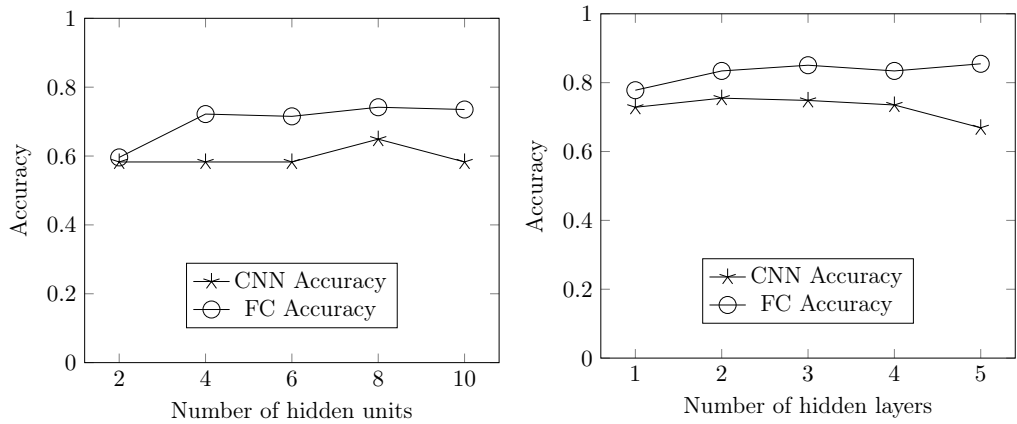 1
0.8
0.6
0.4
0.2
0
Accuracy
CNN Accuracy
FC Accuracy
2 4 6 8 10
Number of hidden units
1
0.8
0.6
0.4
0.2
0
Accuracy
CNN Accuracy
FC Accuracy
1 2 3 4 5
Number of hidden layers